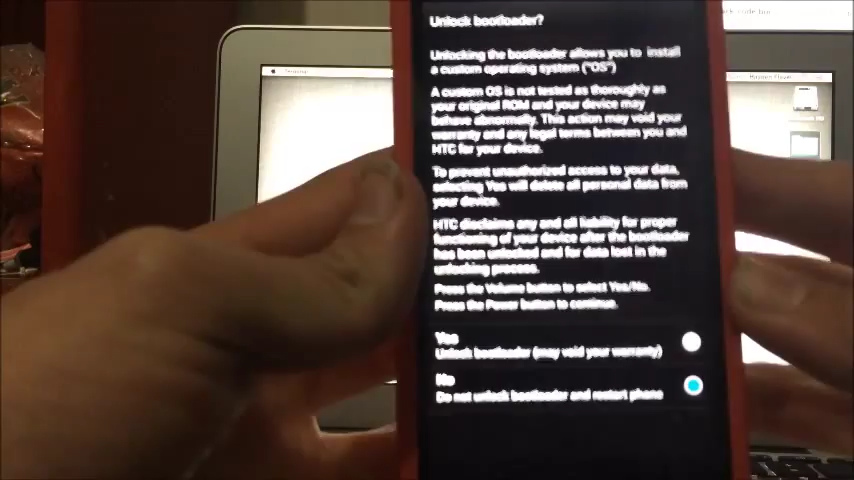 Unlock bootloader?
Unlocking the bootloader allows you to install
a custom operating system ("OS")
A custom OS is not tested as thoroughly as
your original ROM and your device may
behave abnormally. This action may void your
warranty and any legal terms between you and
HTC for your device.
To prevent unauthorized access to your data,
selecting Yes will delete all personal data from
your device.
HTC disclaims any and all liability for proper
functioning of your device after the bootloader
has been unlocked and for data lost in the
unlocking process.
Press the Volume button to select Yes/No.
Press the Power button to continue.
Yes
Unlock bootloader (may void your warranty)
No
Do not unlock bootloader and restart phone
Terminal